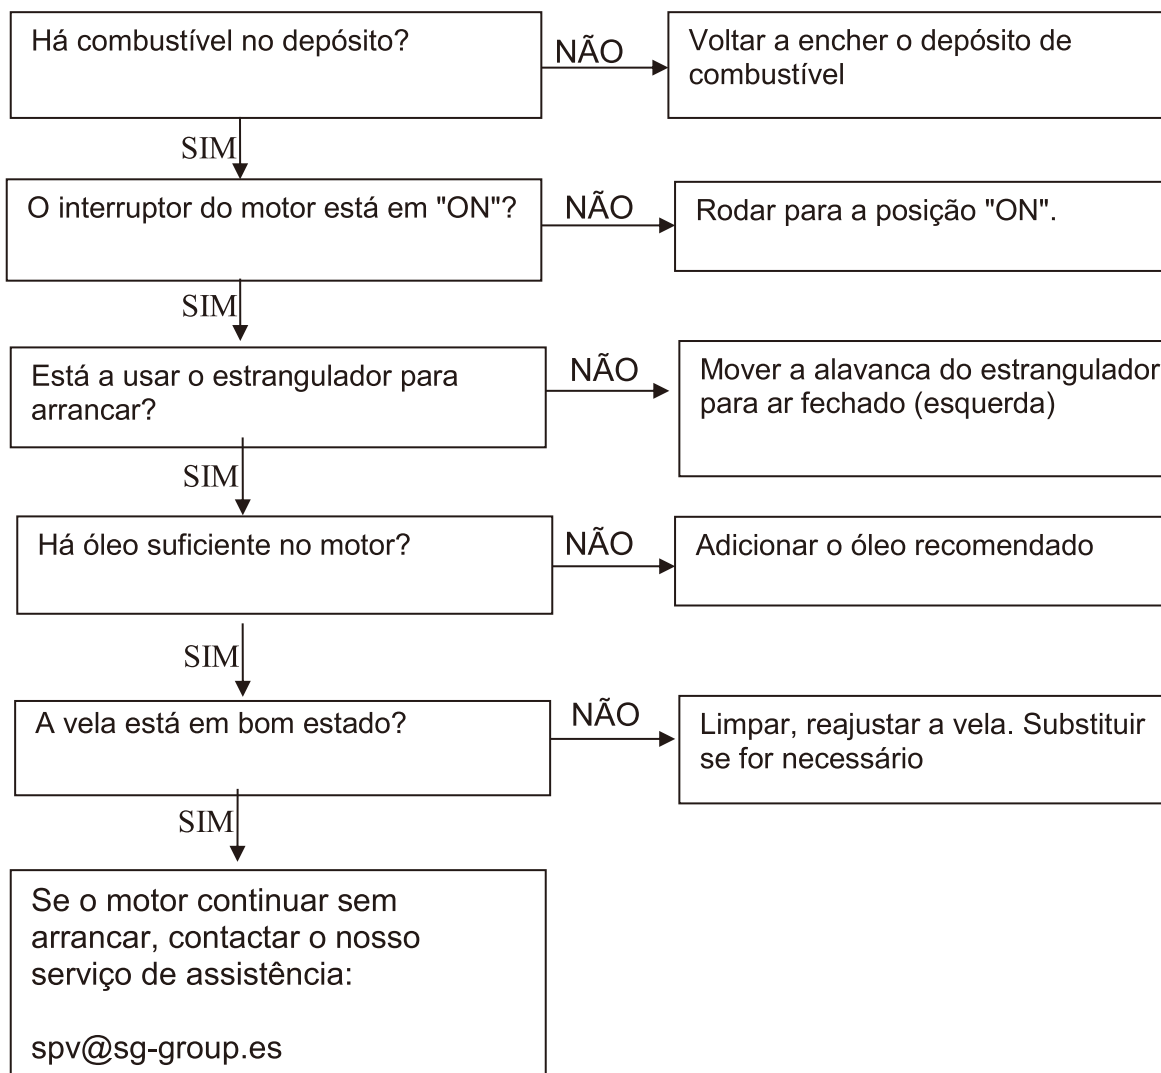 Há combustível no depósito?
NÃO
Voltar a encher o depósito de
combustível
SIM
O interruptor do motor está em "ON"?
NÃO
Rodar para a posição "ON".
SIM
Está a usar o estrangulador para
arrancar?
NÃO
Mover a alavanca do estrangulador
para ar fechado (esquerda)
SIM
Há óleo suficiente no motor?
NÃO
Adicionar o óleo recomendado
SIM
A vela está em bom estado?
NÃO
Limpar, reajustar a vela. Substituir
se for necessário
SIM
Se o motor continuar sem
arrancar, contactar o nosso
serviço de assistência:
spv@sg-group.es